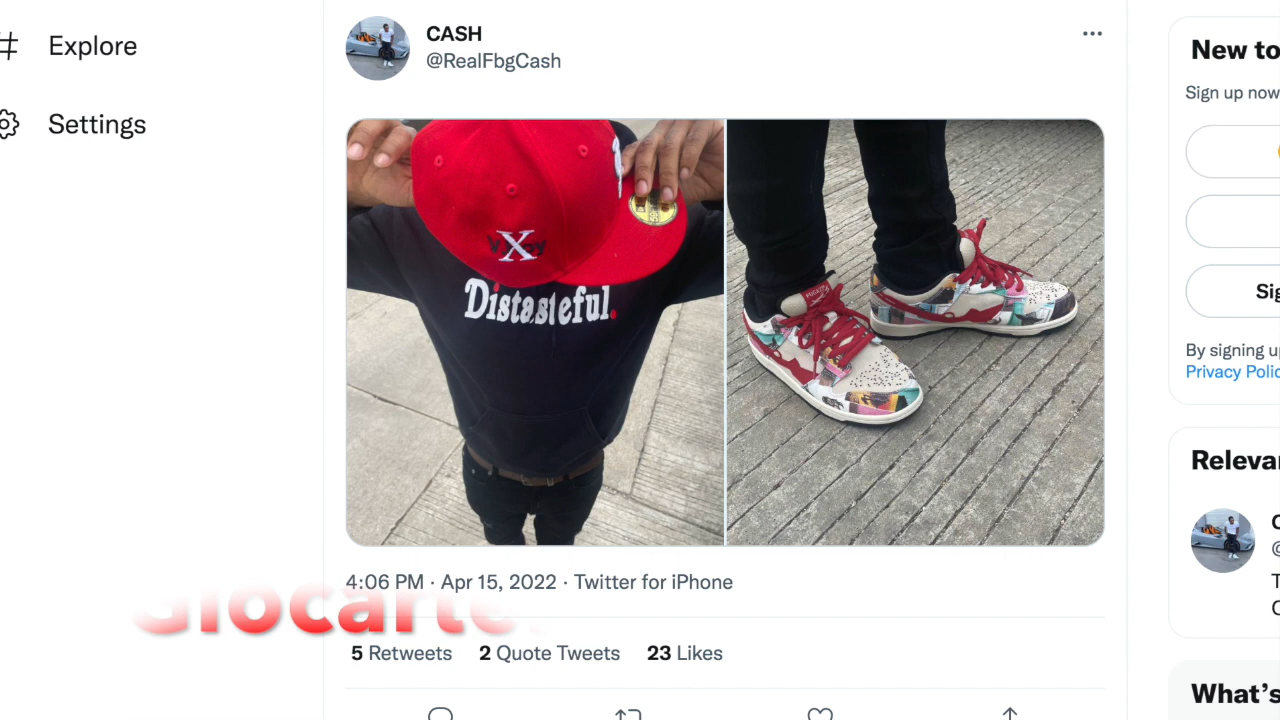 Explore
Settings
CASH
@RealFbgCash
X
Distasteful.
4:06 PM · Apr 15, 2022 · Twitter for iPhone
5 Retweets 2 Quote Tweets 23 Likes
New to
Sign up now
Sig
By signing up
Privacy Polic
Relevan
What's